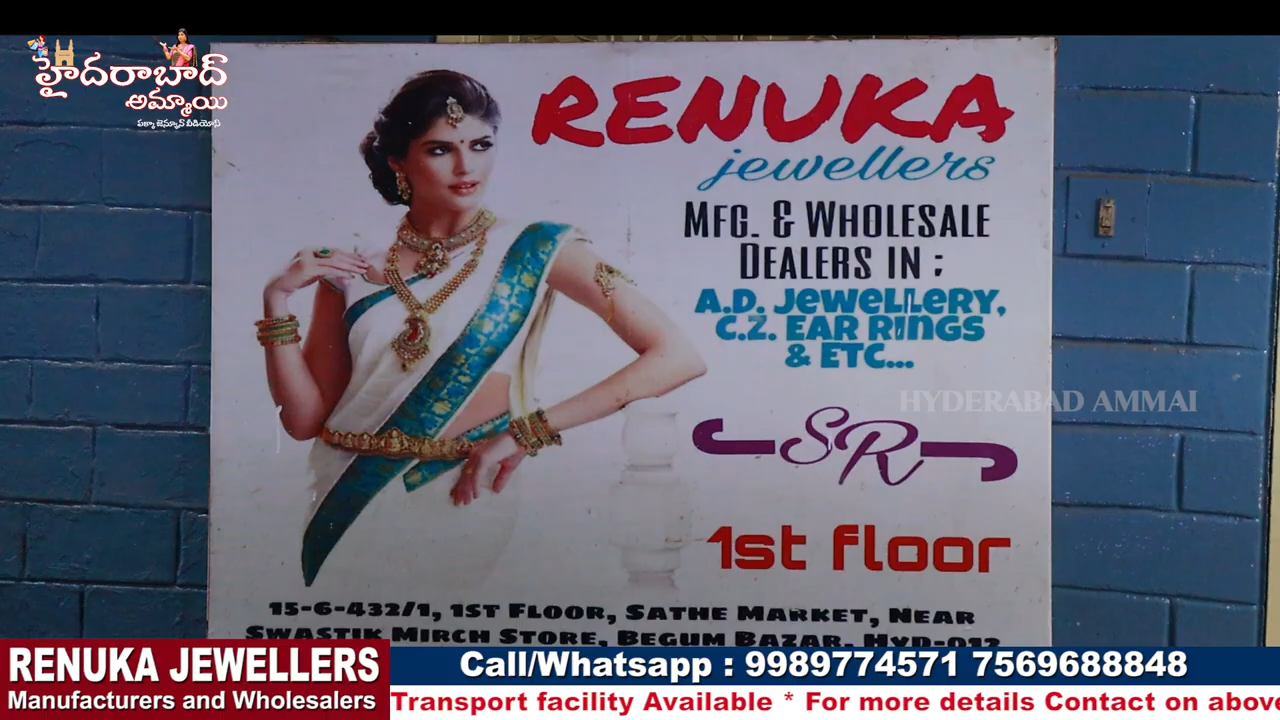 హైదరాబాద్
అమ్మాయి
పక్కా జెన్యూన్ వీడియోస్
RENUKA
jewellers
MFG. & WHOLESALE
DEALERS IN :
A.D. JEWELLERY,
C.Z. EAR RINGS
& ETC...
HYDERABAD AMMAI
SR
1st floor
15-6-432/1, 1ST FLOOR, SATHE MARKET, NEAR
SWASTIK MIRCH STORE, BEGUM BAZAR, HYD-012
RENUKA JEWELLERS
Manufacturers and Wholesalers
Call/Whatsapp : 9989774571 7569688848
Transport facility Available * For more details Contact on above